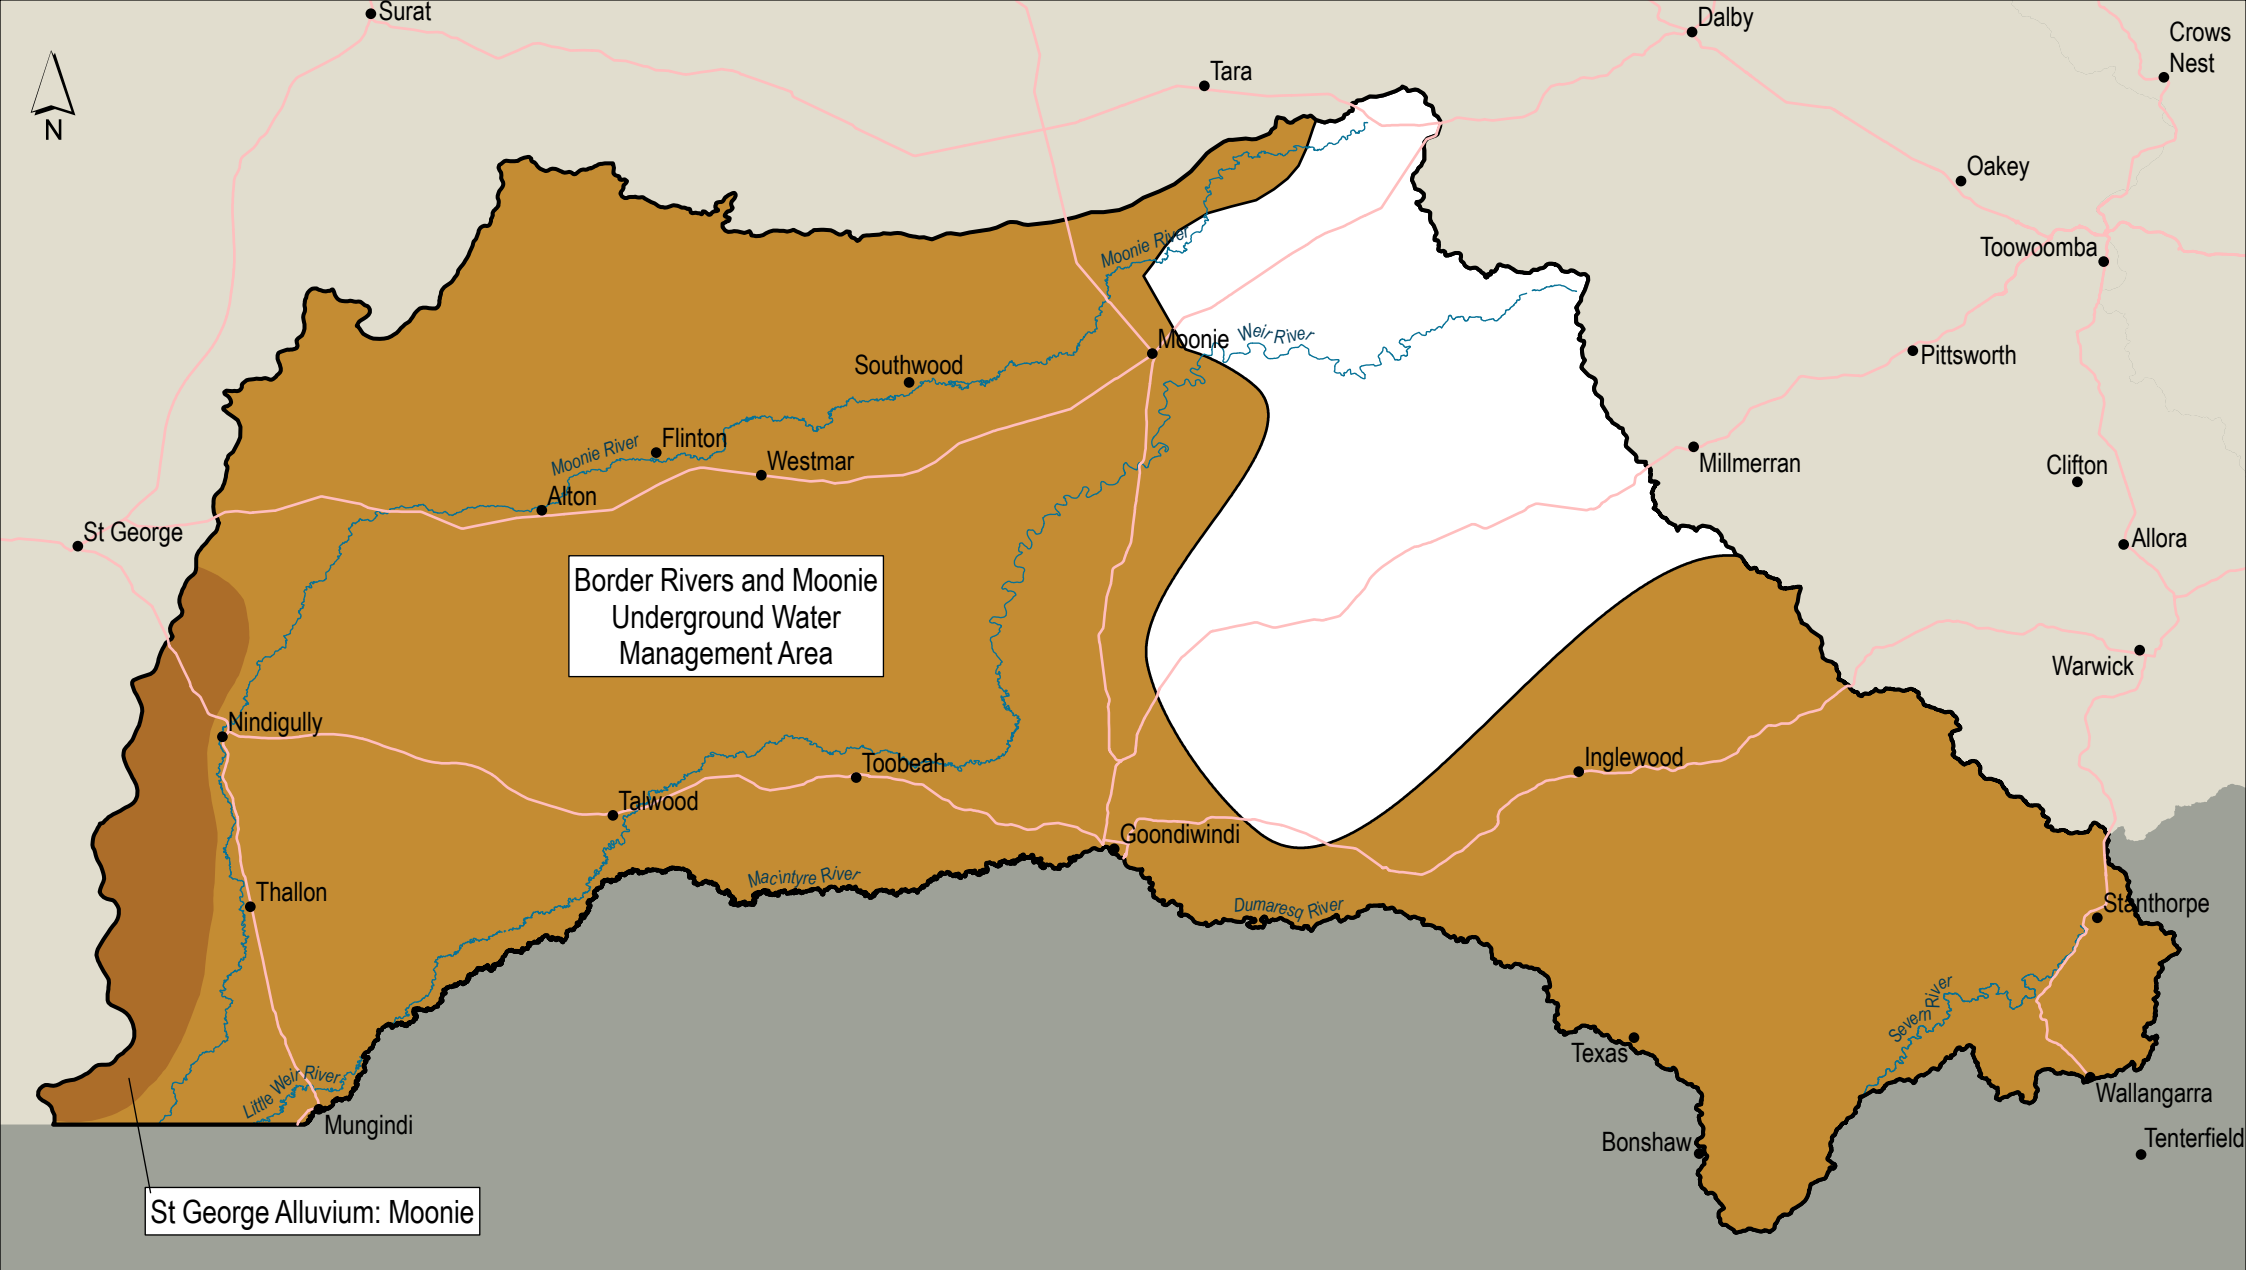 Surat
Dalby
Crows
Nest
Tara
N
Oakey
Toowoomba
Moonie River
Weir River
Moonie
Pittsworth
Southwood
Flinton
Moonie River
Westmar
Millmerran
Clifton
Alton
St George
Allora
Border Rivers and Moonie
Underground Water
Management Area
Warwick
Nindigully
Toobeah
Inglewood
Talwood
Goondiwindi
Macintyre River
Thallon
Dumaresq River
Stanthorpe
Severn River
Texas
Little Weir River
Wallangarra
Mungindi
Bonshaw
Tenterfield
St George Alluvium: Moonie